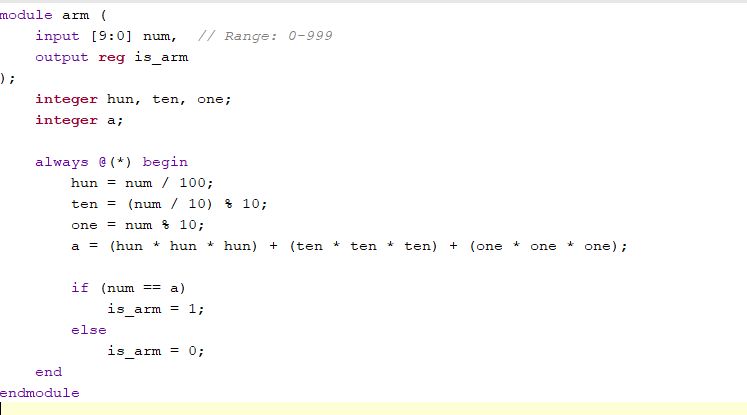 module arm (
    input [9:0] num,  // Range: 0-999
    output reg is_arm
);
    integer hun, ten, one;
    integer a;

    always @(*) begin
        hun = num / 100;
        ten = (num / 10) % 10;
        one = num % 10;
        a = (hun * hun * hun) + (ten * ten * ten) + (one * one * one);

        if (num == a)
            is_arm = 1;
        else
            is_arm = 0;
    end
endmodule